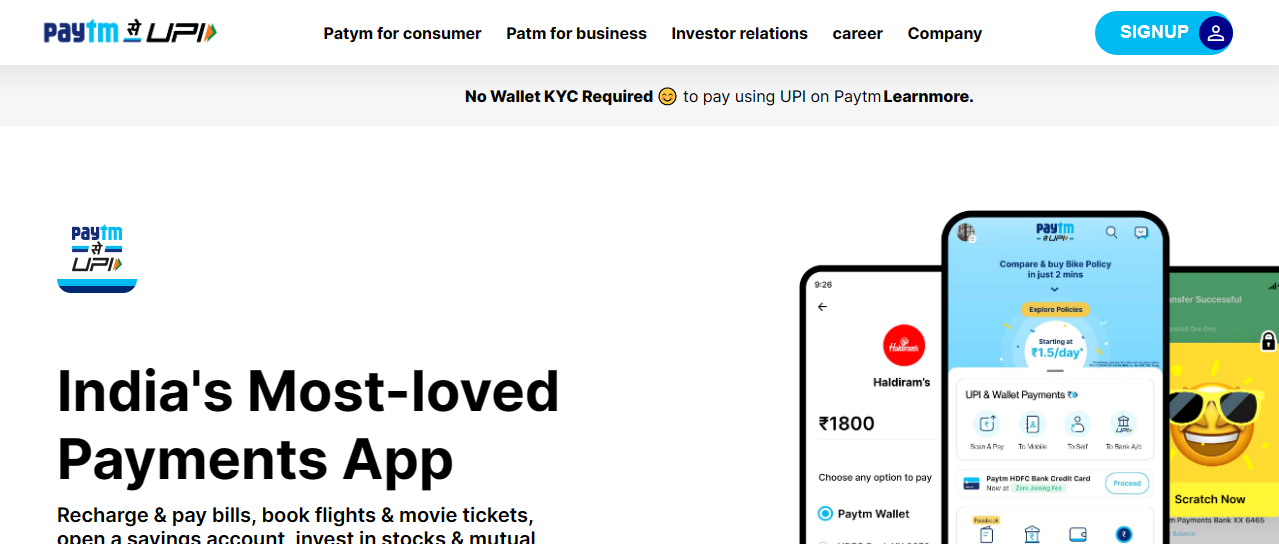 paytm से UPI
Patym for consumer Patm for business Investor relations career Company
SIGNUP
No Wallet KYC Required 😊 to pay using UPI on Paytm Learnmore.
paytm
से
UPI
India's Most-loved
Payments App
Recharge & pay bills, book flights & movie tickets,
open a savings account, invest in stocks & mutual
9:26
Haldiram's
Haldiram's
₹1800
Choose any option to pay
Paytm Wallet
paytm
से UPI
Compare & buy Bike Policy
in just 2 mins
Explore Policies
Starting at
₹1.5/day*
UPI & Wallet Payments
Scan & Pay To Mobile To Self To Bank A/c
UPI
Paytm HDFC Bank Credit Card
Now at Zero Joining Fee
Proceed
Passbook
nsfer Successful
undred One Only
Scratch Now
m Payments Bank XX 6465
Balance